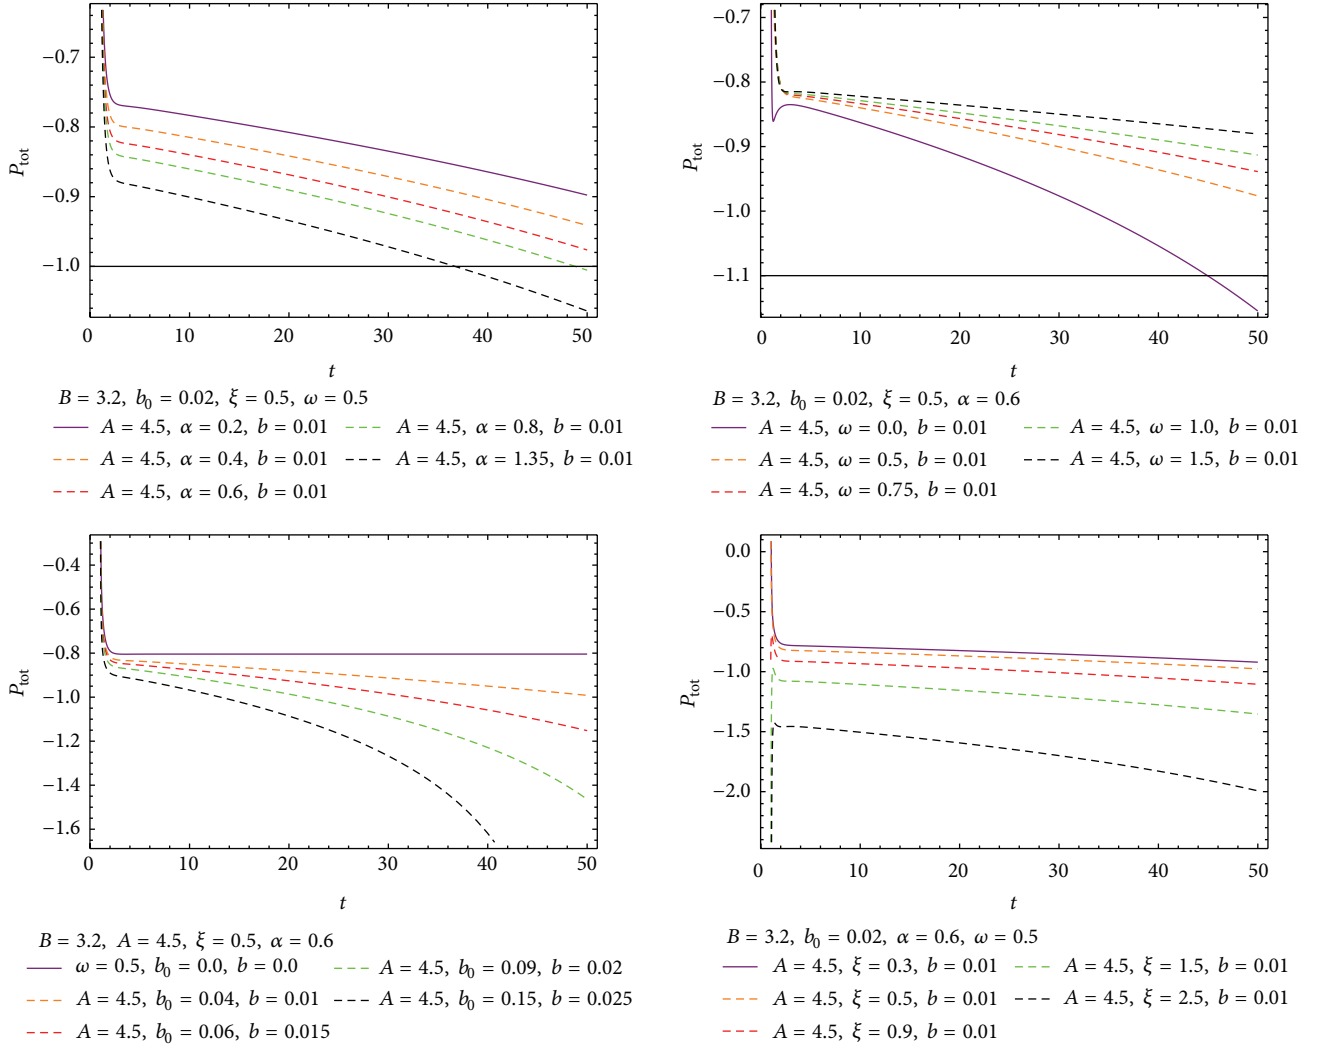 −0.7
−0.8
−0.9
−1.0
P_tot
0 10 20 30 40 50
t
B = 3.2, b_0 = 0.02, ξ = 0.5, ω = 0.5
A = 4.5, α = 0.2, b = 0.01
A = 4.5, α = 0.8, b = 0.01
A = 4.5, α = 0.4, b = 0.01
A = 4.5, α = 1.35, b = 0.01
A = 4.5, α = 0.6, b = 0.01
−0.7
−0.8
−0.9
−1.0
−1.1
P_tot
0 10 20 30 40 50
t
B = 3.2, b_0 = 0.02, ξ = 0.5, α = 0.6
A = 4.5, ω = 0.0, b = 0.01
A = 4.5, ω = 1.0, b = 0.01
A = 4.5, ω = 0.5, b = 0.01
A = 4.5, ω = 1.5, b = 0.01
A = 4.5, ω = 0.75, b = 0.01
−0.4
−0.6
−0.8
−1.0
−1.2
−1.4
−1.6
P_tot
0 10 20 30 40 50
t
B = 3.2, A = 4.5, ξ = 0.5, α = 0.6
ω = 0.5, b_0 = 0.0, b = 0.0
A = 4.5, b_0 = 0.09, b = 0.02
A = 4.5, b_0 = 0.04, b = 0.01
A = 4.5, b_0 = 0.15, b = 0.025
A = 4.5, b_0 = 0.06, b = 0.015
0.0
−0.5
−1.0
−1.5
−2.0
P_tot
0 10 20 30 40 50
t
B = 3.2, b_0 = 0.02, α = 0.6, ω = 0.5
A = 4.5, ξ = 0.3, b = 0.01
A = 4.5, ξ = 1.5, b = 0.01
A = 4.5, ξ = 0.5, b = 0.01
A = 4.5, ξ = 2.5, b = 0.01
A = 4.5, ξ = 0.9, b = 0.01